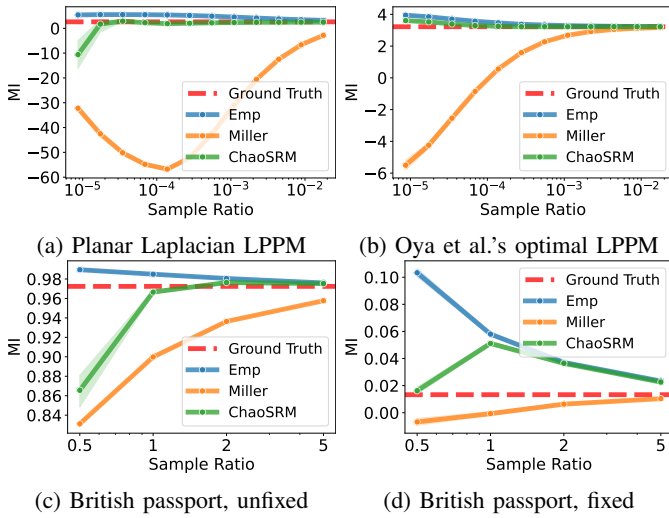 0
−10
−20
−30
−40
−50
−60
MI
Ground Truth
Emp
Miller
ChaoSRM
10⁻⁵ 10⁻⁴ 10⁻³ 10⁻²
Sample Ratio
(a) Planar Laplacian LPPM
4
2
0
−2
−4
−6
MI
Ground Truth
Emp
Miller
ChaoSRM
10⁻⁵ 10⁻⁴ 10⁻³ 10⁻²
Sample Ratio
(b) Oya et al.'s optimal LPPM
0.98
0.96
0.94
0.92
0.90
0.88
0.86
0.84
MI
Ground Truth
Emp
Miller
ChaoSRM
0.5 1 2 5
Sample Ratio
(c) British passport, unfixed
0.10
0.08
0.06
0.04
0.02
0.00
MI
Ground Truth
Emp
Miller
ChaoSRM
0.5 1 2 5
Sample Ratio
(d) British passport, fixed